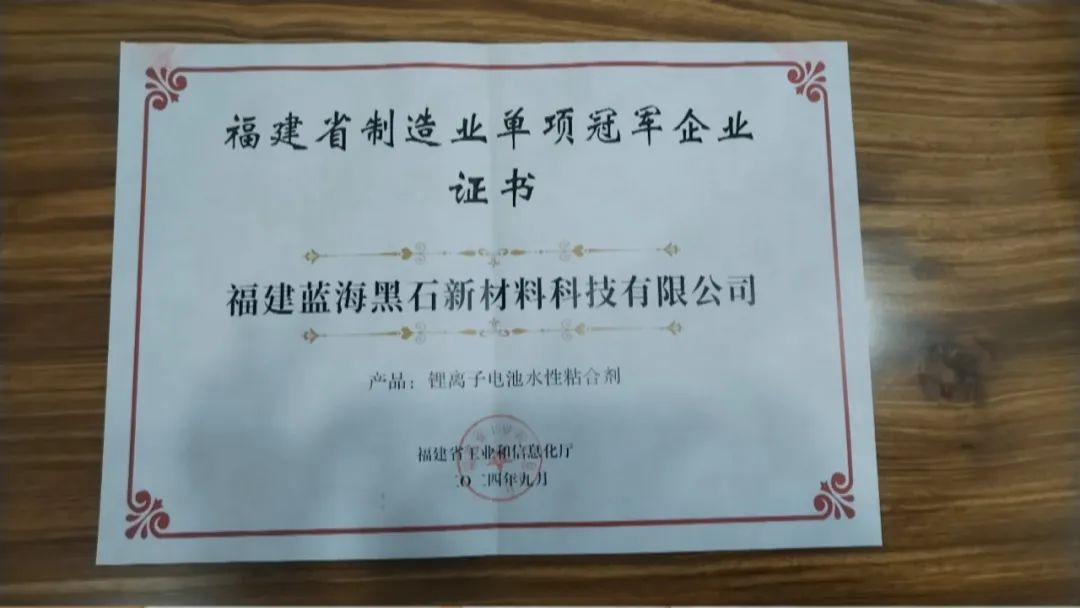 福建省制造业单项冠军企业
证书
福建蓝海黑石新材料科技有限公司
产品：锂离子电池水性粘合剂
福建省工业和信息化厅
二〇二四年九月